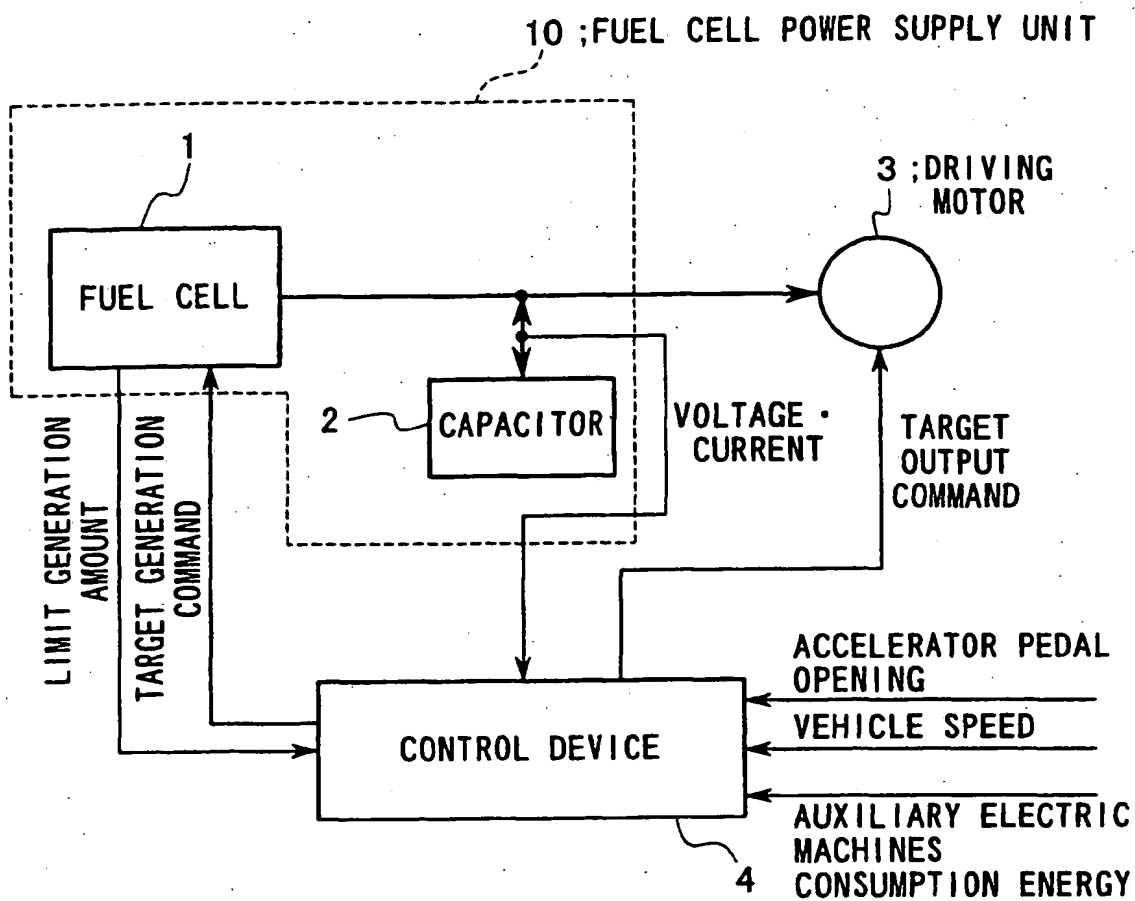 10 ;FUEL CELL POWER SUPPLY UNIT
1
3 ;DRIVING
MOTOR
FUEL CELL
2
CAPACITOR
VOLTAGE・
CURRENT
TARGET
OUTPUT
COMMAND
LIMIT GENERATION
AMOUNT
TARGET GENERATION
COMMAND
ACCELERATOR PEDAL
OPENING
VEHICLE SPEED
CONTROL DEVICE
AUXILIARY ELECTRIC
MACHINES
CONSUMPTION ENERGY
4